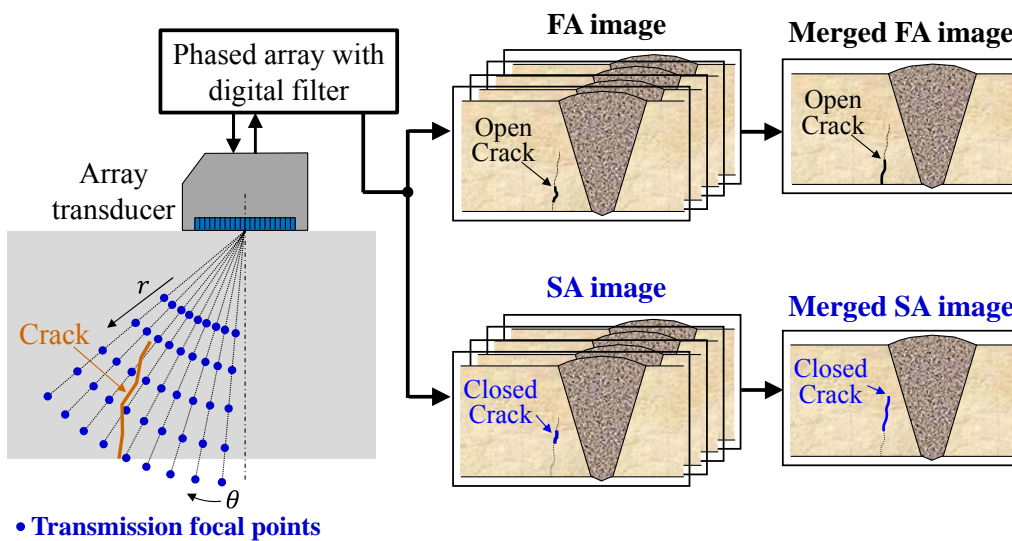 Phased array with
digital filter
Array
transducer
r
Crack
θ
• Transmission focal points
FA image
Open
Crack
Merged FA image
Open
Crack
SA image
Closed
Crack
Merged SA image
Closed
Crack